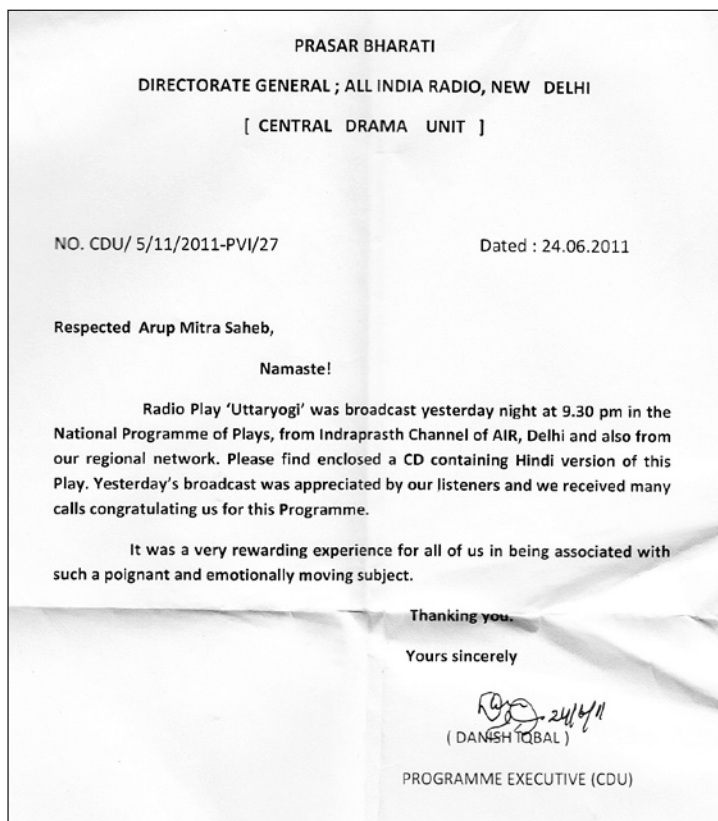 PRASAR BHARATI
DIRECTORATE GENERAL ; ALL INDIA RADIO, NEW DELHI
[ CENTRAL DRAMA UNIT ]
NO. CDU/ 5/11/2011-PVI/27 Dated : 24.06.2011
Respected Arup Mitra Saheb,
Namaste!
Radio Play ‘Uttaryogi’ was broadcast yesterday night at 9.30 pm in the
National Programme of Plays, from Indraprasth Channel of AIR, Delhi and also from
our regional network. Please find enclosed a CD containing Hindi version of this
Play. Yesterday’s broadcast was appreciated by our listeners and we received many
calls congratulating us for this Programme.
It was a very rewarding experience for all of us in being associated with
such a poignant and emotionally moving subject.
Thanking you.
Yours sincerely
24/6/11
( DANISH IQBAL )
PROGRAMME EXECUTIVE (CDU)